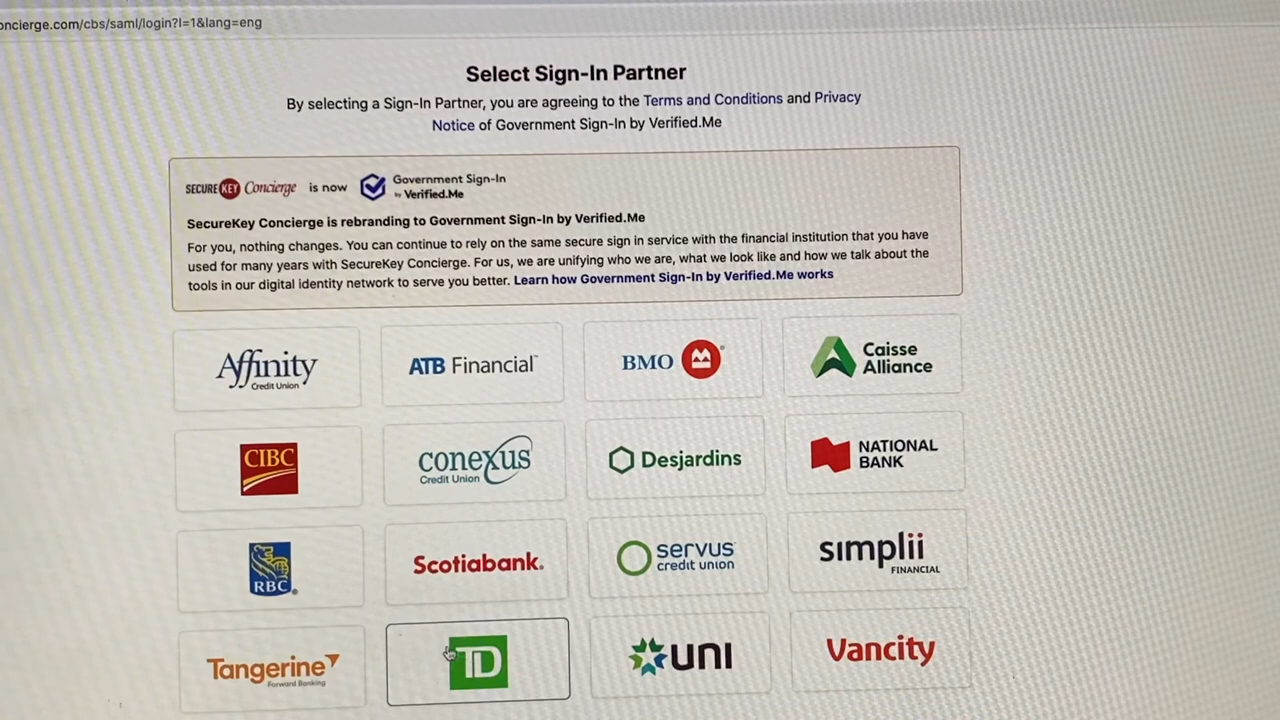 oncierge.com/cbs/saml/login?l=1&lang=eng
Select Sign-In Partner
By selecting a Sign-In Partner, you are agreeing to the Terms and Conditions and Privacy
Notice of Government Sign-In by Verified.Me
SECURE KEY Concierge is now Government Sign-In
by Verified.Me
SecureKey Concierge is rebranding to Government Sign-In by Verified.Me
For you, nothing changes. You can continue to rely on the same secure sign in service with the financial institution that you have
used for many years with SecureKey Concierge. For us, we are unifying who we are, what we look like and how we talk about the
tools in our digital identity network to serve you better. Learn how Government Sign-In by Verified.Me works
Affinity
Credit Union
ATB Financial™
BMO
Caisse
Alliance
CIBC
conexus
Credit Union
Desjardins
NATIONAL
BANK
RBC®
Scotiabank®
servus
credit union
simplii
FINANCIAL
Tangerine
Forward Banking
TD
UNI
Vancity